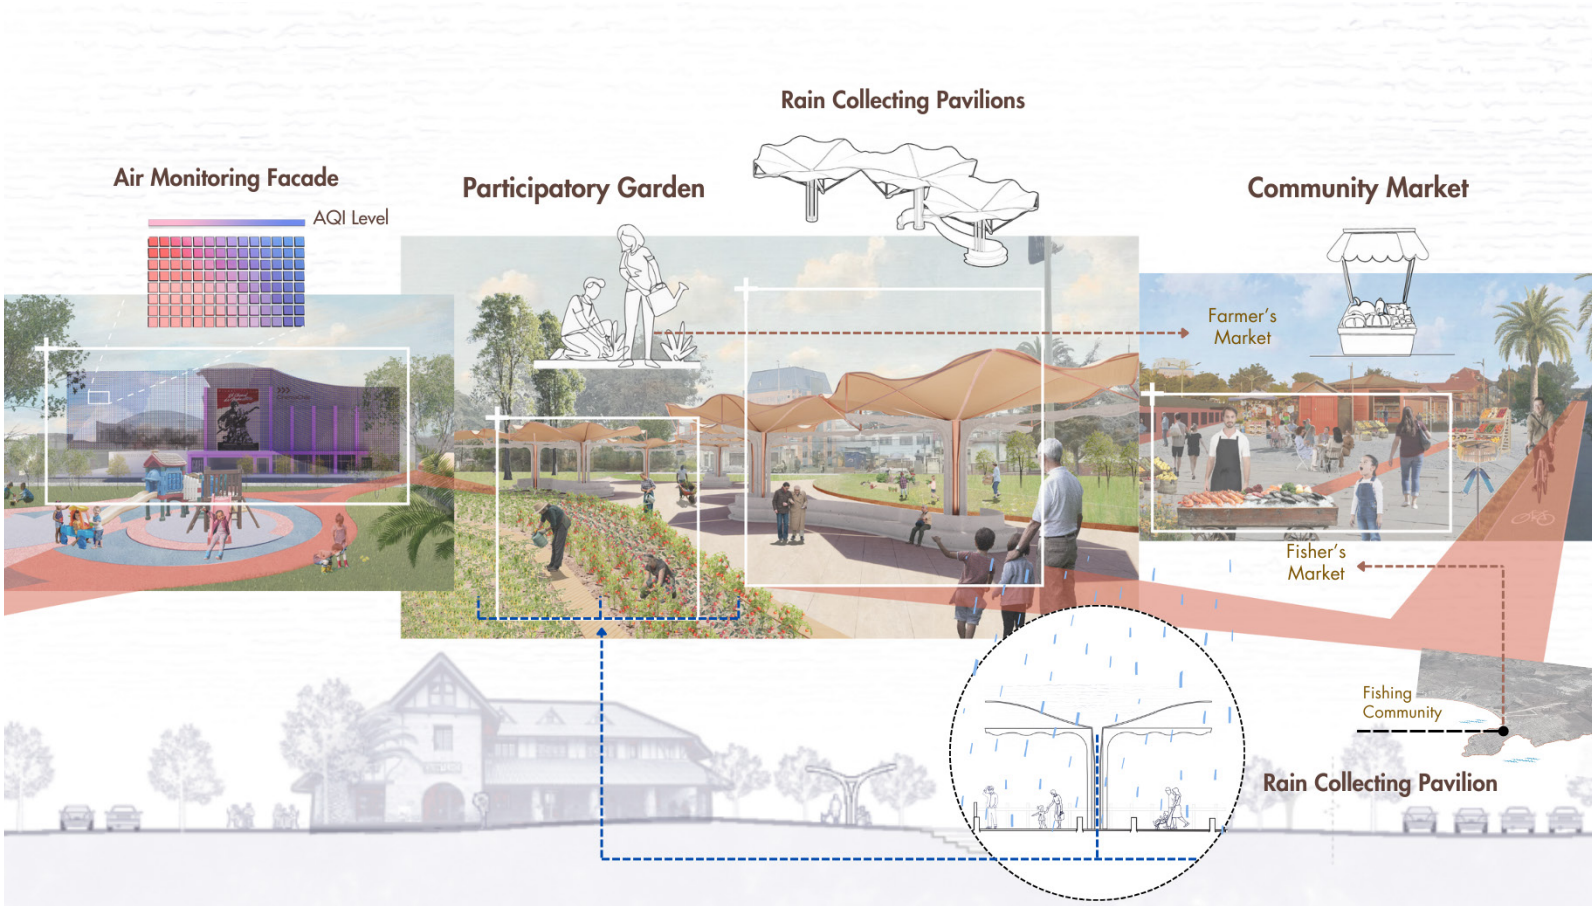 Rain Collecting Pavilions
Air Monitoring Facade
AQI Level
Participatory Garden
Community Market
Farmer's
Market
Fisher's
Market
Fishing
Community
Rain Collecting Pavilion